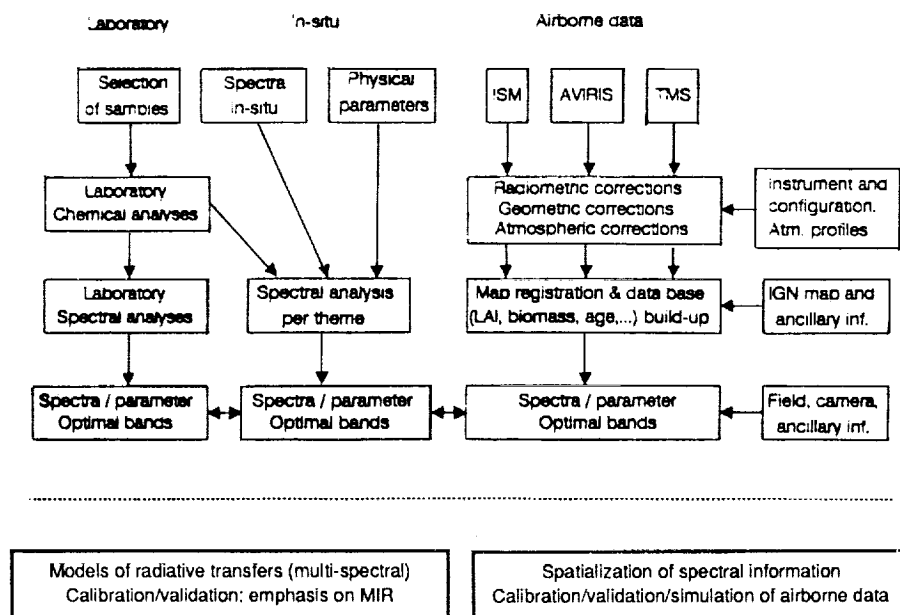 Laboratory
In-situ
Airborne data
Selection
of samples
Spectra
in-situ
Physical
parameters
ISM
AVIRIS
TMS
Laboratory
Chemical analyses
Radiometric corrections
Geometric corrections
Atmospheric corrections
Instrument and
configuration.
Atm. profiles
Laboratory
Spectral analyses
Spectral analysis
per theme
Map registration & data base
(LAI, biomass, age,...) build-up
IGN map and
ancillary inf.
Spectra / parameter
Optimal bands
Spectra / parameter
Optimal bands
Spectra / parameter
Optimal bands
Field, camera,
ancillary inf.
Models of radiative transfers (multi-spectral)
Calibration/validation: emphasis on MIR
Spatialization of spectral information
Calibration/validation/simulation of airborne data